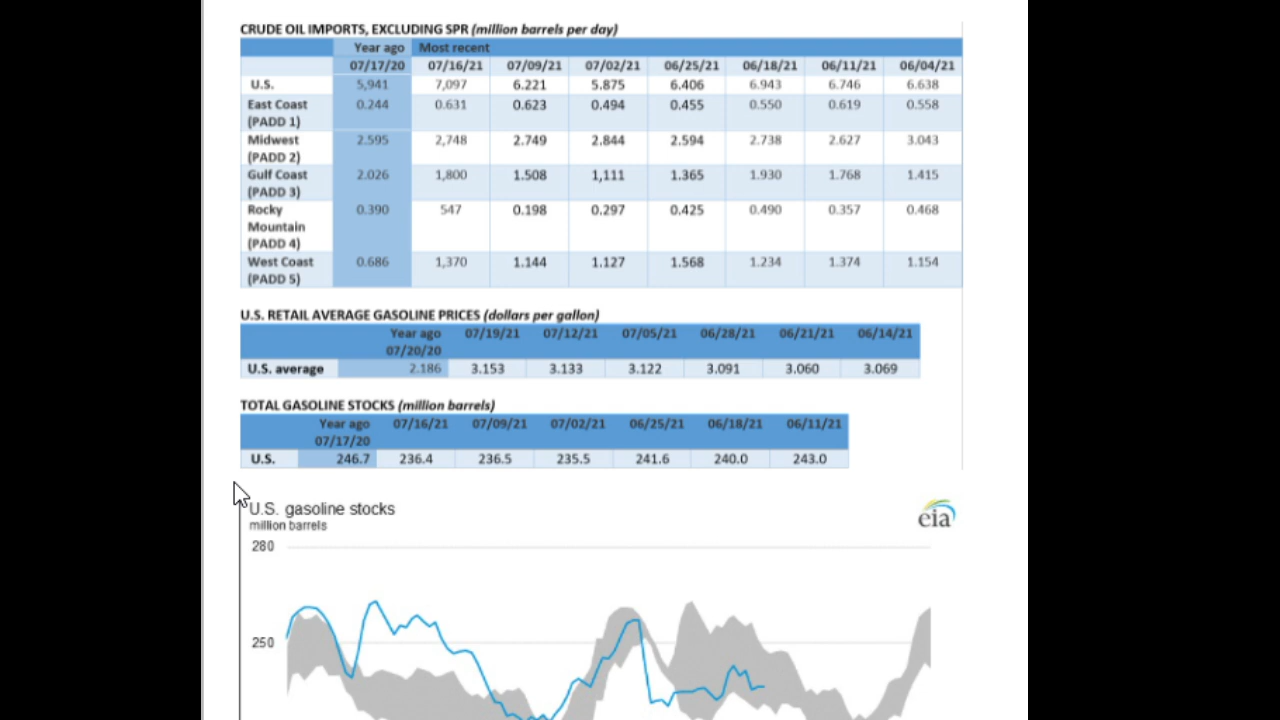 CRUDE OIL IMPORTS, EXCLUDING SPR (million barrels per day)
Year ago Most recent
07/17/20 07/16/21 07/09/21 07/02/21 06/25/21 06/18/21 06/11/21 06/04/21
U.S. 5,941 7,097 6.221 5.875 6.406 6.943 6.746 6.638
East Coast 0.244 0.631 0.623 0.494 0.455 0.550 0.619 0.558
(PADD 1)
Midwest 2.595 2,748 2.749 2.844 2.594 2.738 2.627 3.043
(PADD 2)
Gulf Coast 2.026 1,800 1.508 1,111 1.365 1.930 1.768 1.415
(PADD 3)
Rocky 0.390 547 0.198 0.297 0.425 0.490 0.357 0.468
Mountain
(PADD 4)
West Coast 0.686 1,370 1.144 1.127 1.568 1.234 1.374 1.154
(PADD 5)
U.S. RETAIL AVERAGE GASOLINE PRICES (dollars per gallon)
Year ago 07/19/21 07/12/21 07/05/21 06/28/21 06/21/21 06/14/21
07/20/20
U.S. average 2.186 3.153 3.133 3.122 3.091 3.060 3.069
TOTAL GASOLINE STOCKS (million barrels)
Year ago 07/16/21 07/09/21 07/02/21 06/25/21 06/18/21 06/11/21
07/17/20
U.S. 246.7 236.4 236.5 235.5 241.6 240.0 243.0
U.S. gasoline stocks
million barrels
eia
280
250